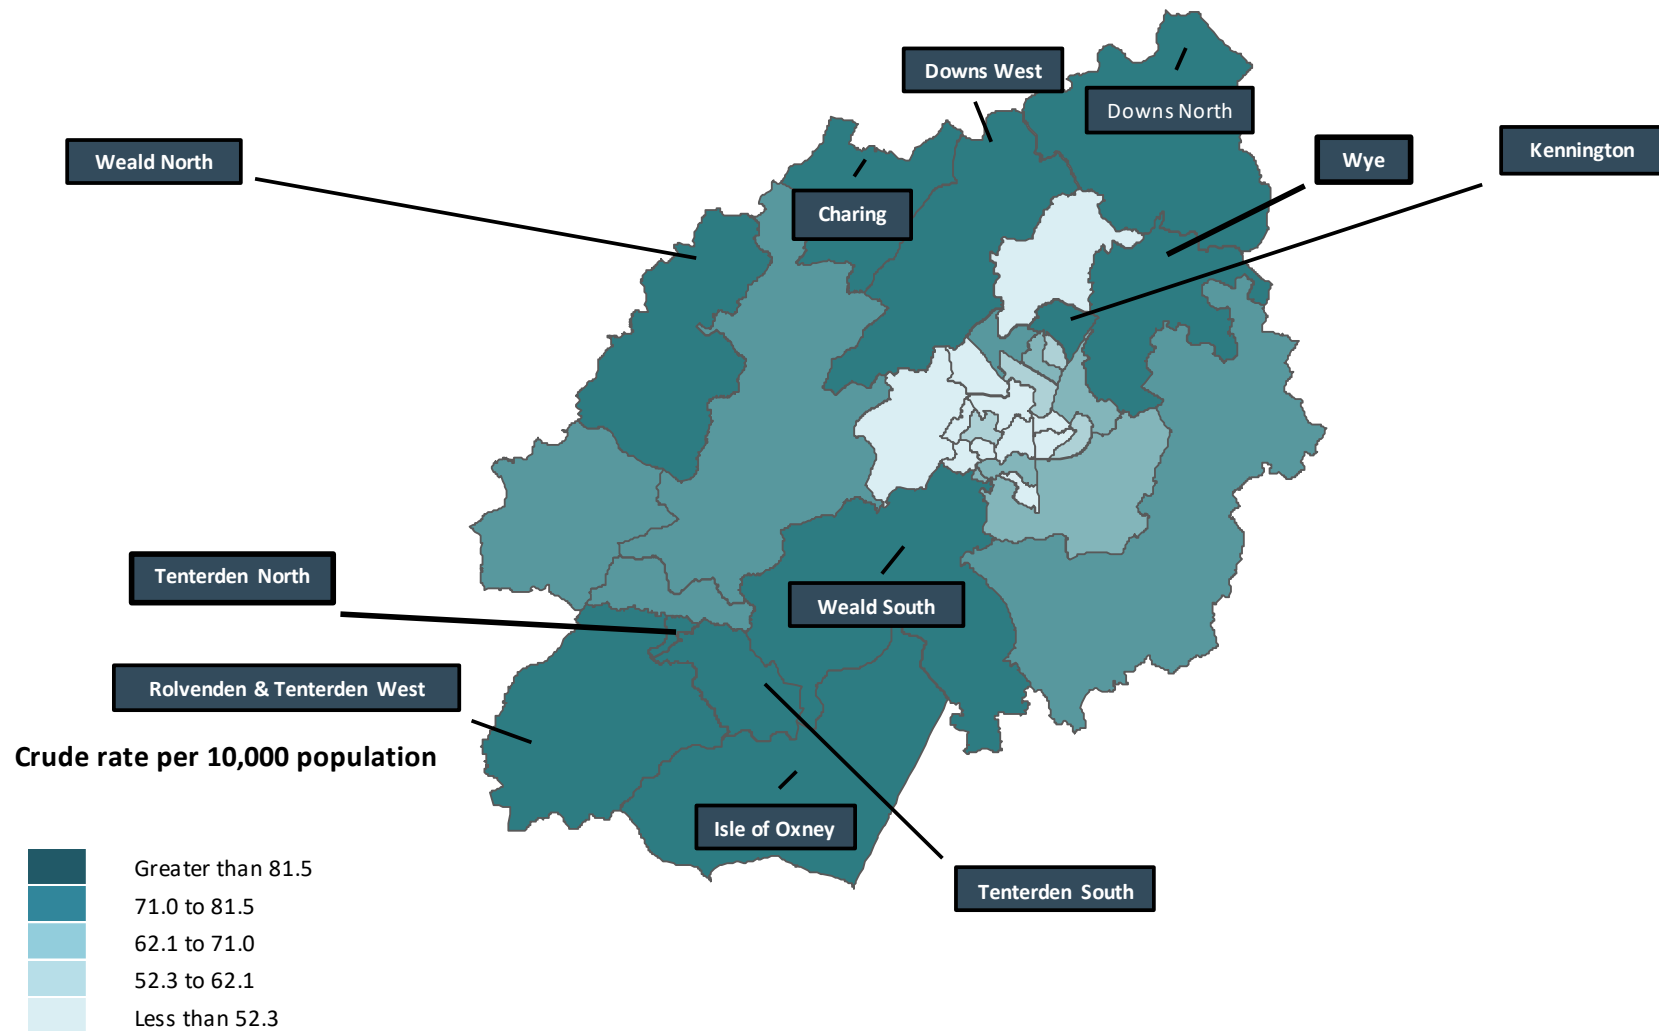 Downs West
Downs North
Kennington
Wye
Weald North
Charing
Tenterden North
Weald South
Rolvenden & Tenterden West
Crude rate per 10,000 population
Isle of Oxney
Tenterden South
Greater than 81.5
71.0 to 81.5
62.1 to 71.0
52.3 to 62.1
Less than 52.3